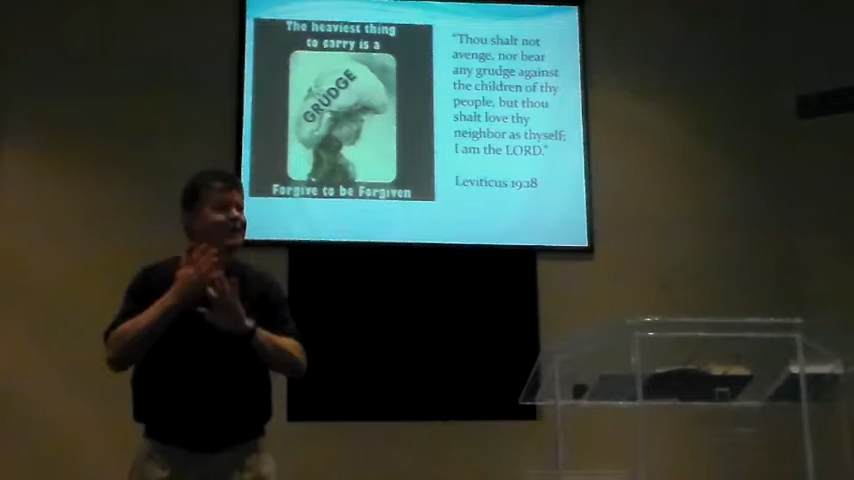 The heaviest thing
to carry is a
GRUDGE
Forgive to be Forgiven
"Thou shalt not
avenge, nor bear
any grudge against
the children of thy
people, but thou
shalt love thy
neighbor as thyself:
I am the LORD."
Leviticus 19:18